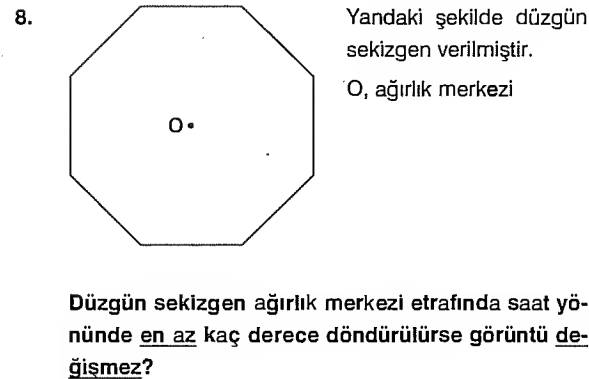 8.
Yandaki şekilde düzgün
sekizgen verilmiştir.
O, ağırlık merkezi
O
Düzgün sekizgen ağırlık merkezi etrafında saat yö-
nünde en az kaç derece döndürülürse görüntü de-
ğişmez?